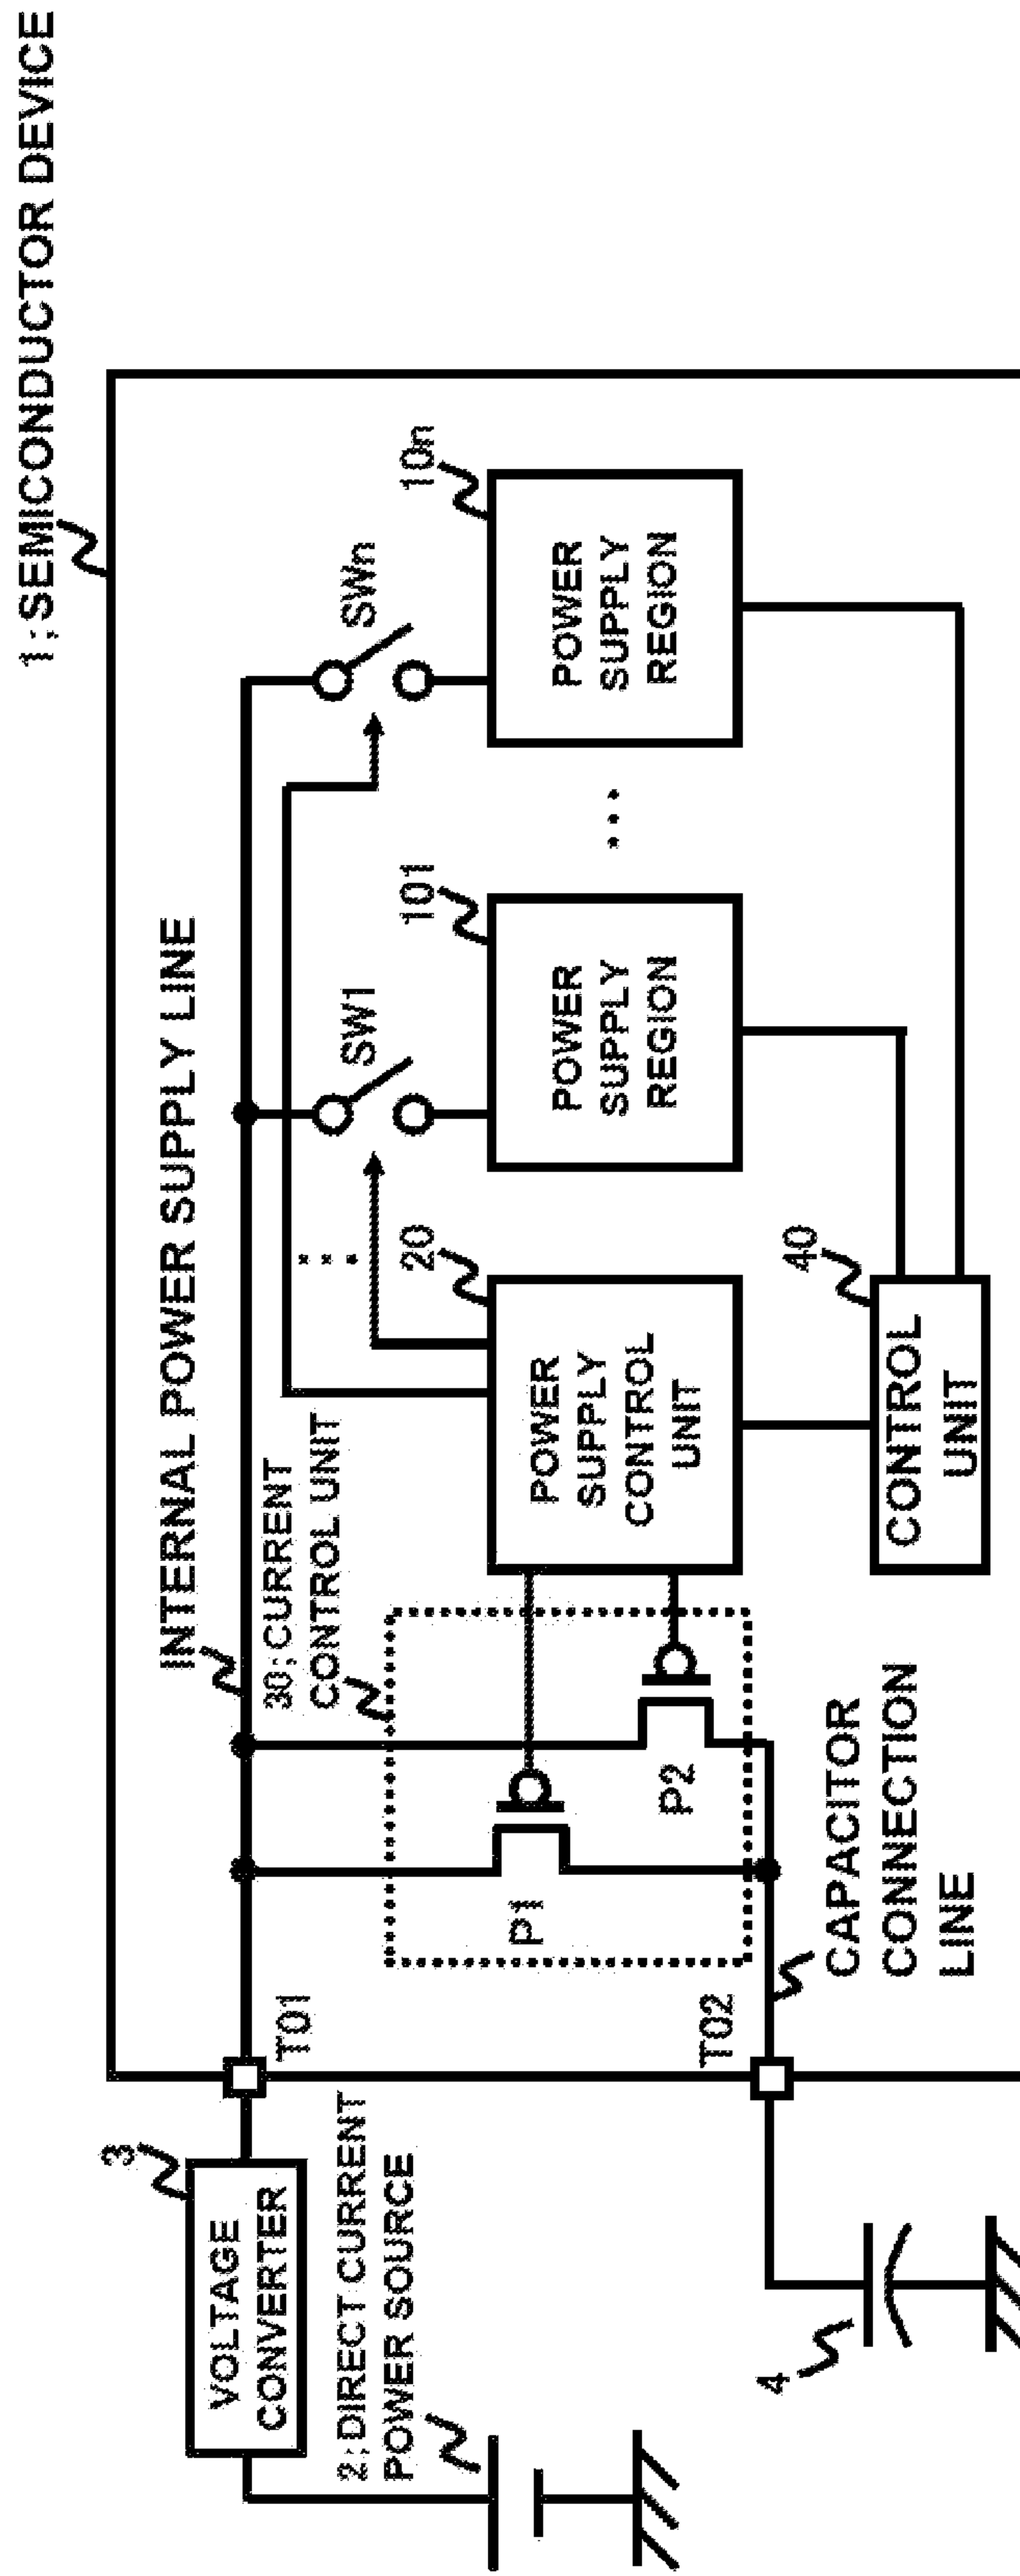 1;SEMICONDUCTOR DEVICE
INTERNAL POWER SUPPLY LINE
3
VOLTAGE
CONVERTER
T01
30;CURRENT
CONTROL UNIT
SW1
SWn
2;DIRECT CURRENT
POWER SOURCE
P1
P2
20
POWER
SUPPLY
CONTROL
UNIT
101
POWER
SUPPLY
REGION
...
10n
POWER
SUPPLY
REGION
...
T02
4
CAPACITOR
CONNECTION
LINE
40
CONTROL
UNIT